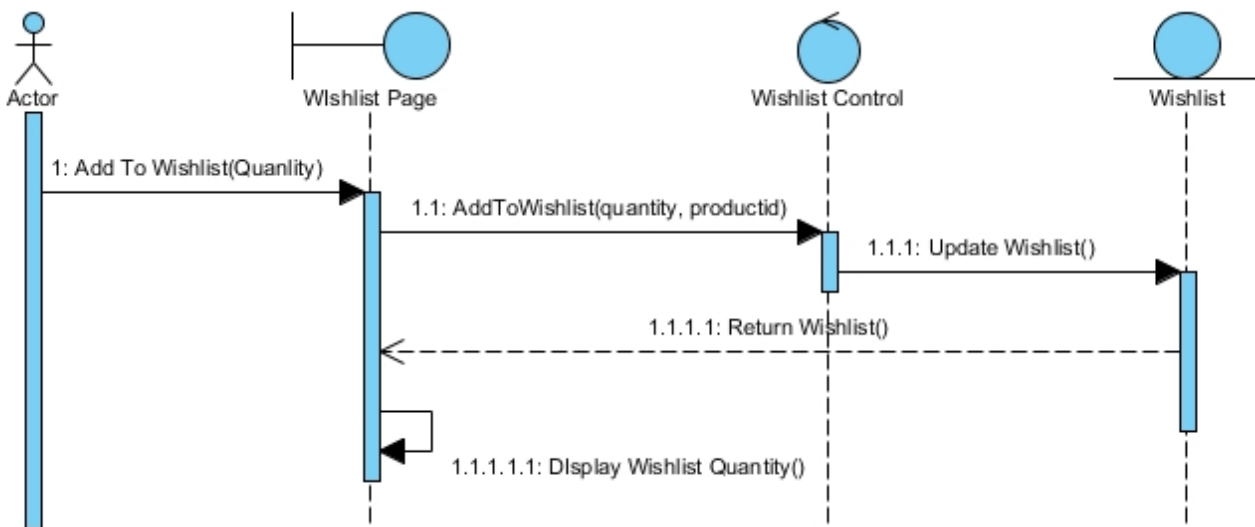 Actor
WIshlist Page
Wishlist Control
Wishlist
1: Add To Wishlist(Quanlity)
1.1: AddToWishlist(quantity, productid)
1.1.1: Update Wishlist()
1.1.1.1: Return Wishlist()
1.1.1.1.1: DIsplay Wishlist Quantity()